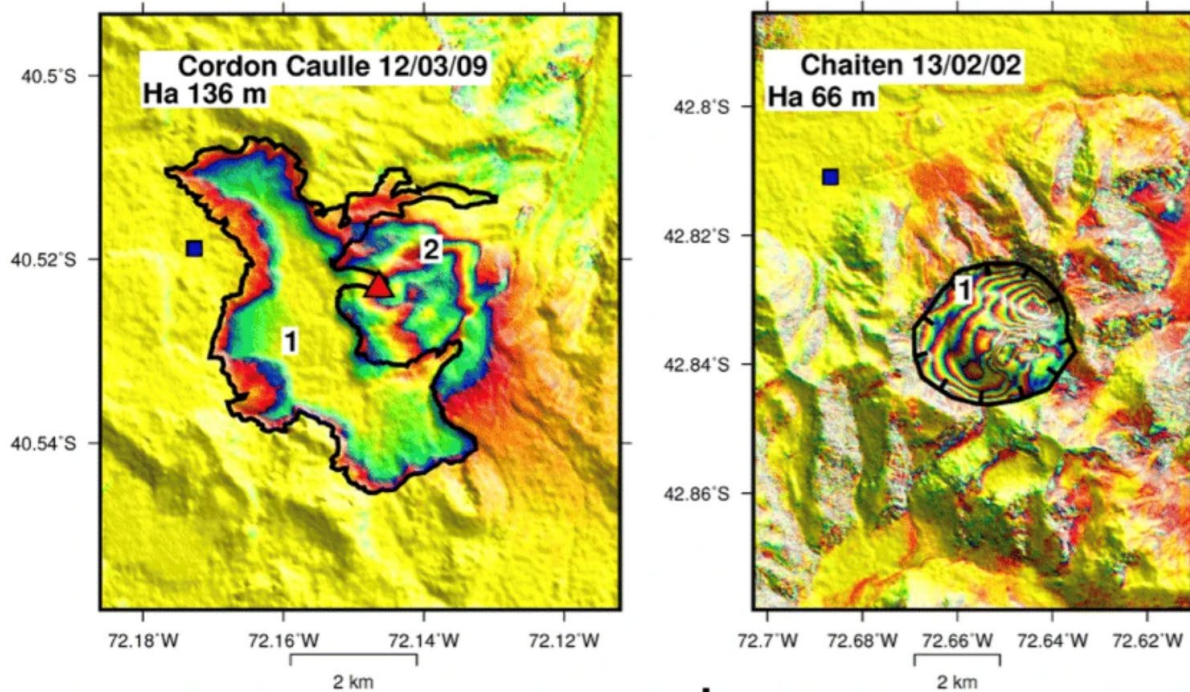 Cordon Caulle 12/03/09
Ha 136 m
40.5°S
40.52°S
40.54°S
2
1
72.18°W 72.16°W 72.14°W 72.12°W
2 km
Chaiten 13/02/02
Ha 66 m
42.8°S
42.82°S
42.84°S
42.86°S
1
72.7°W 72.68°W 72.66°W 72.64°W 72.62°W
2 km